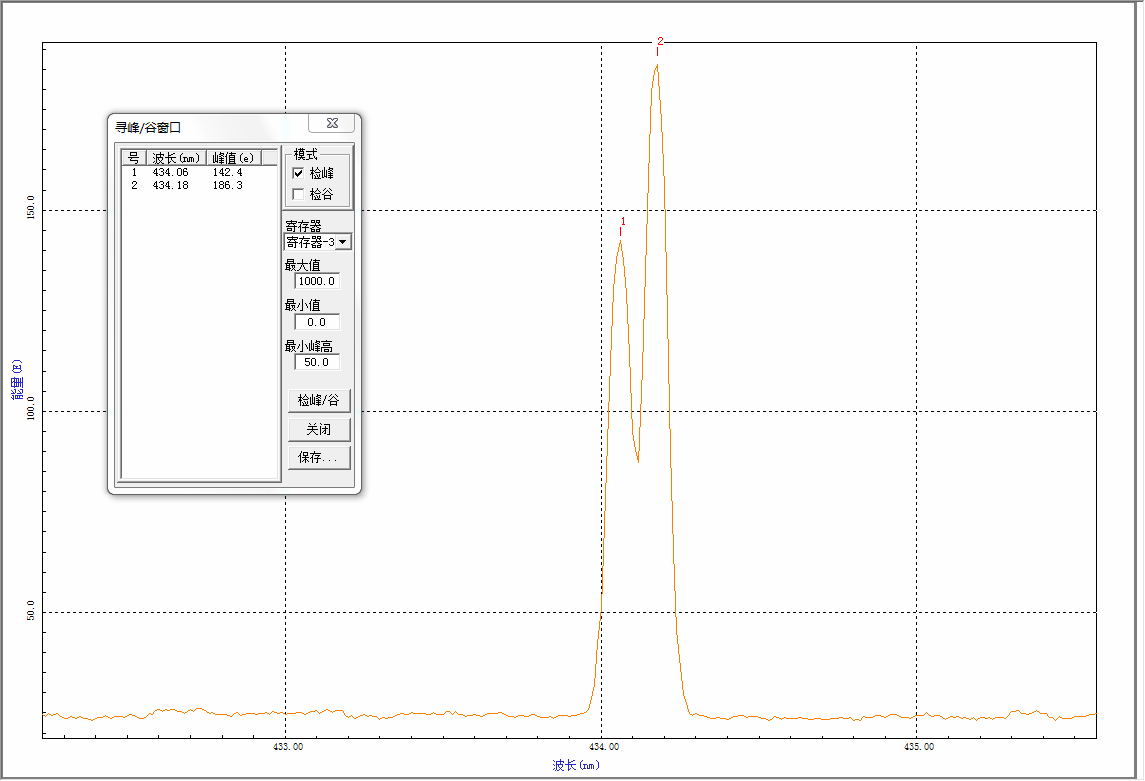 2
寻峰/谷窗口
号 波长(nm) 峰值(e)
1 434.06 142.4
2 434.18 186.3
模式
检峰
检谷
寄存器
寄存器-3
最大值
1000.0
最小值
0.0
最小峰高
50.0
检峰/谷
关闭
保存...
1
150.0
100.0
50.0
能量(E)
433.00 434.00 435.00
波长(nm)